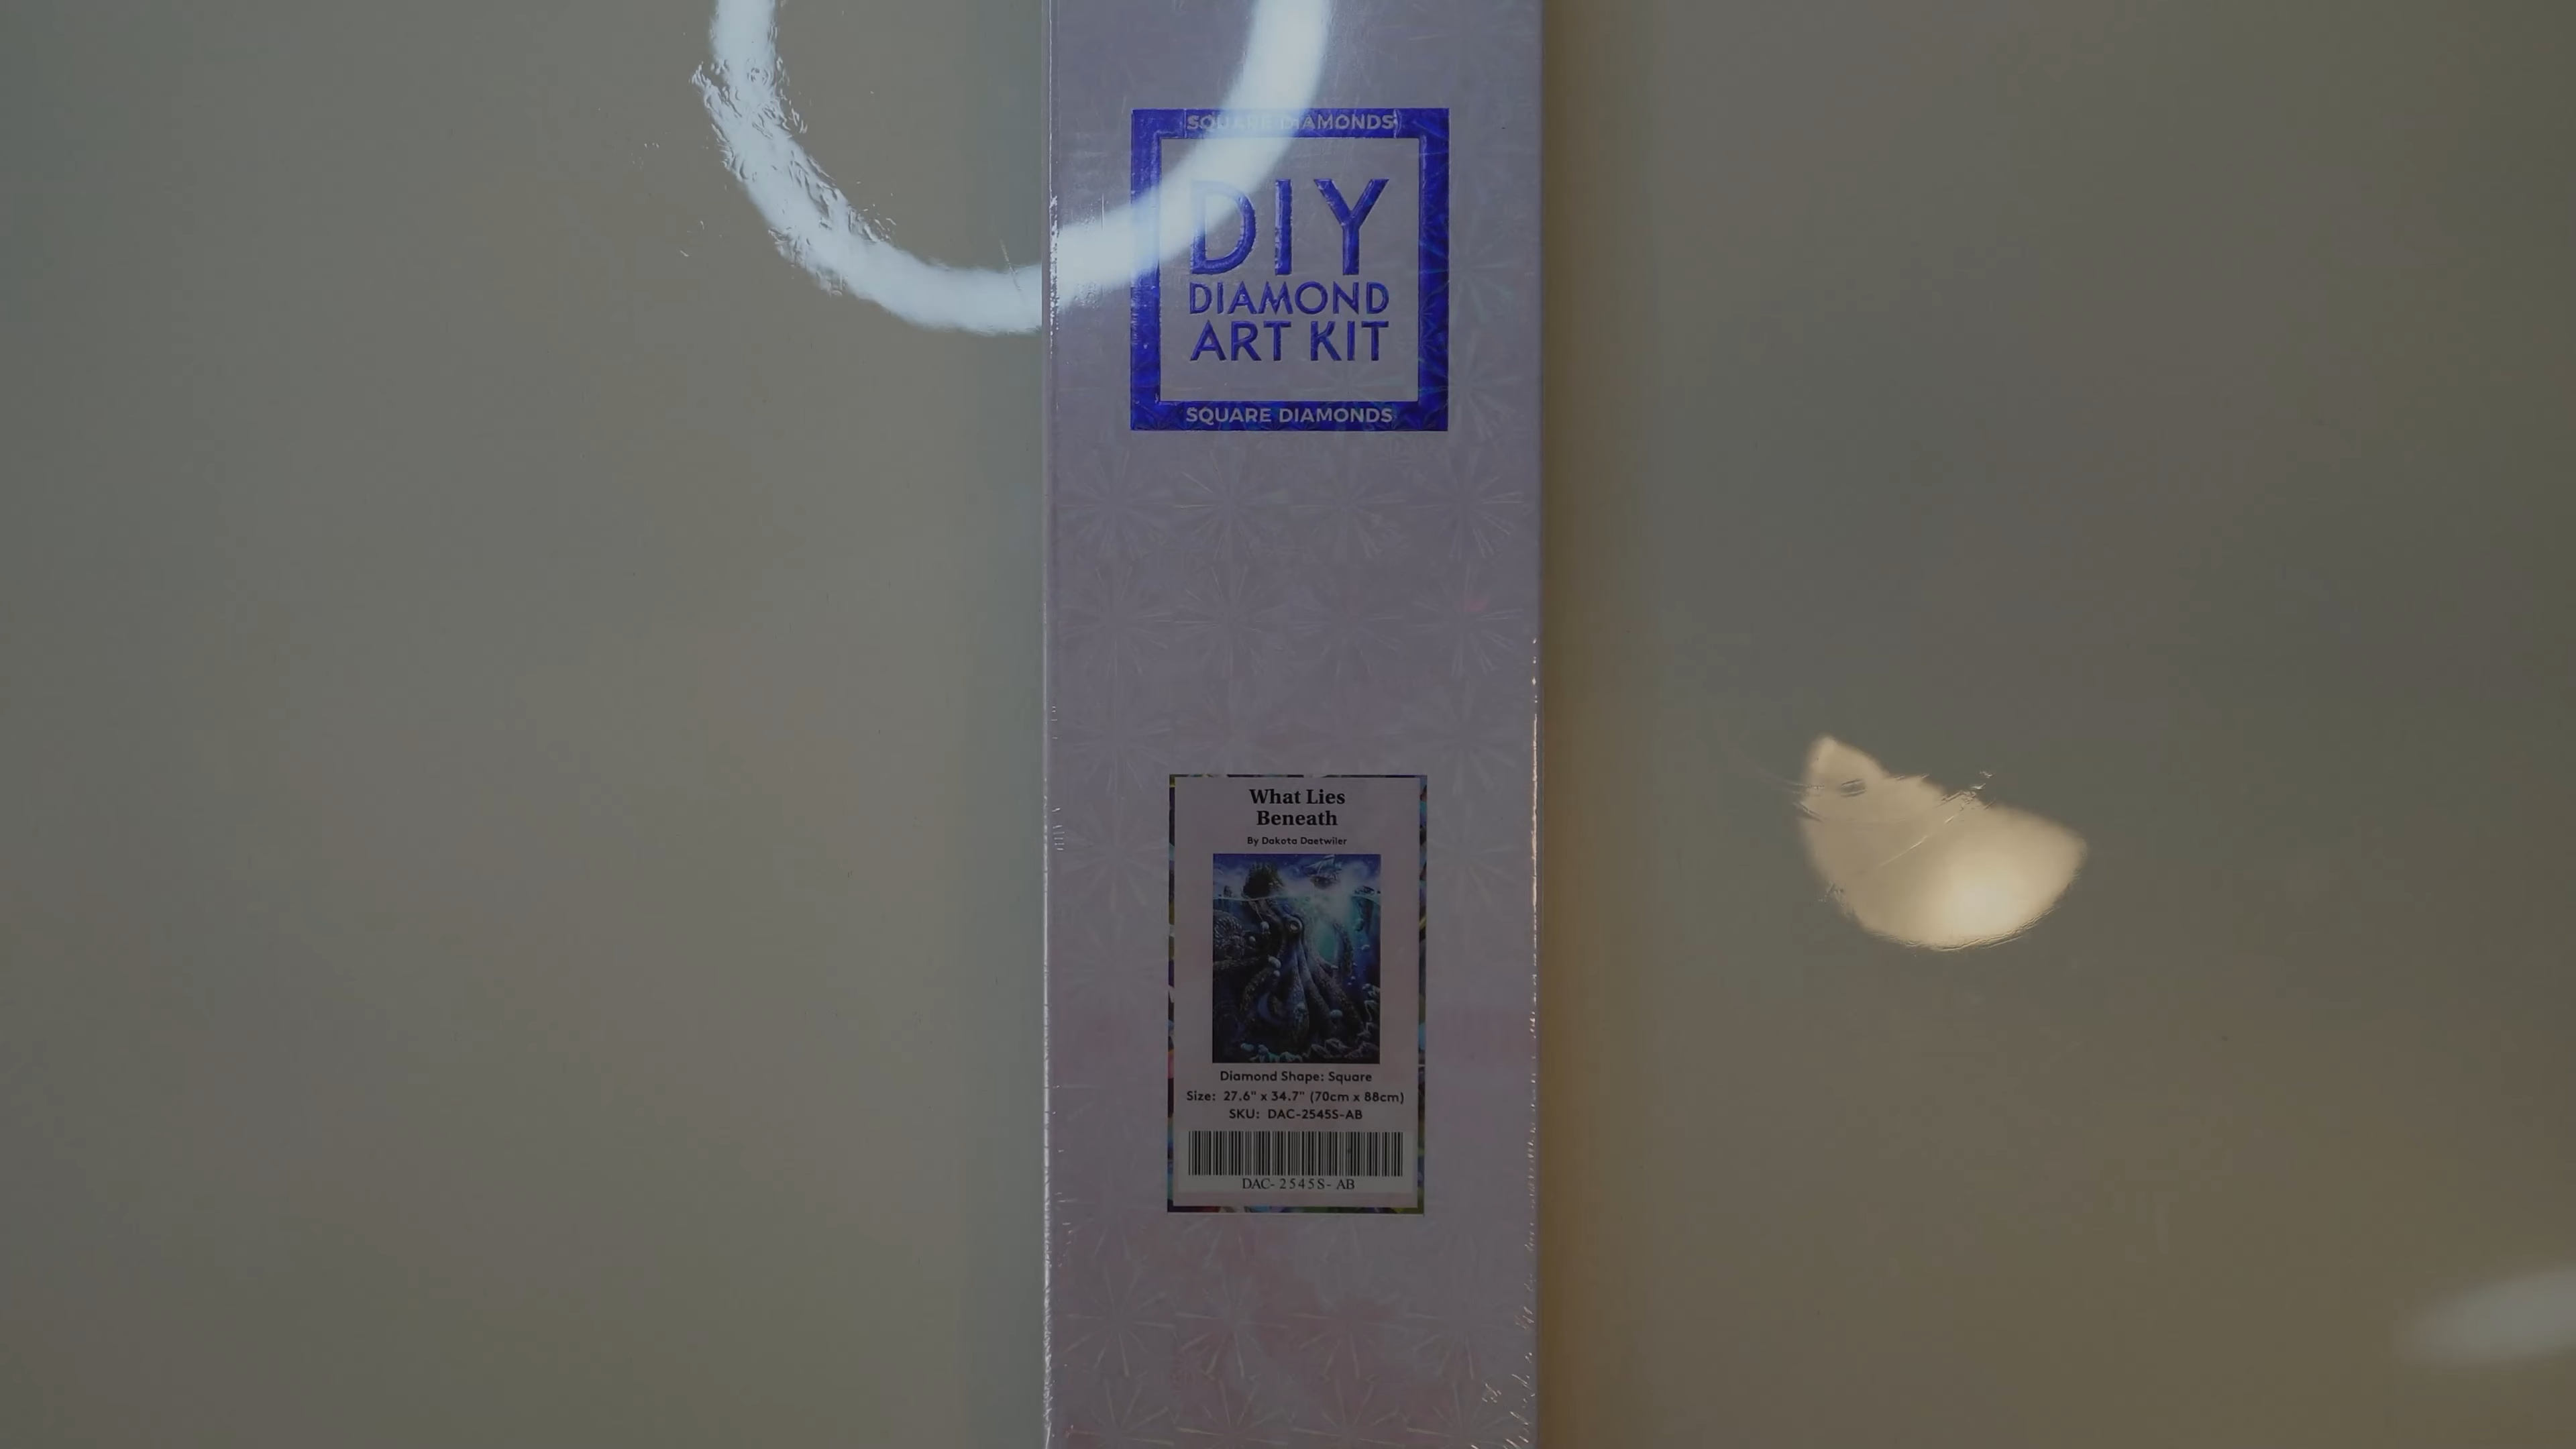 SQUARE DIAMONDS
DIY
DIAMOND
ART KIT
SQUARE DIAMONDS
What Lies
Beneath
By Dakota Daetwiler
Diamond Shape: Square
Size: 27.6" x 34.7" (70cm x 88cm)
SKU: DAC-2545S-AB
DAC- 2545S- AB